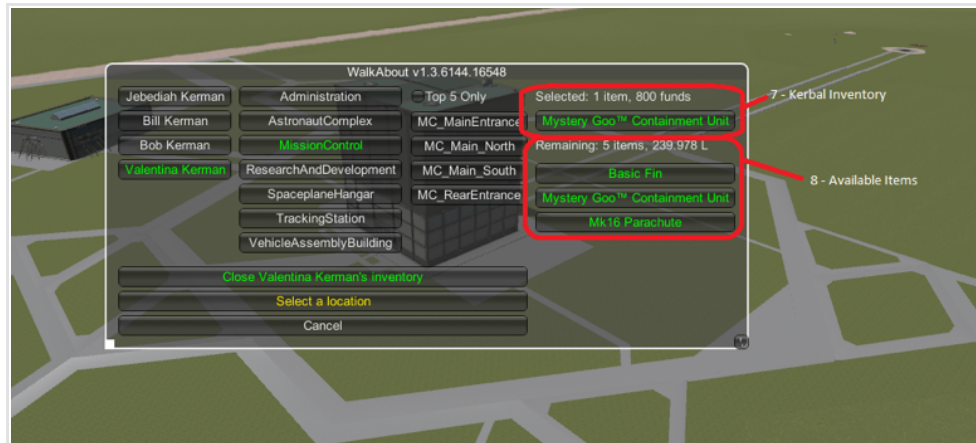 WalkAbout v1.3.6144.16548
Jebediah Kerman
Bill Kerman
Bob Kerman
Valentina Kerman
Administration
AstronautComplex
MissionControl
ResearchAndDevelopment
SpaceplaneHangar
TrackingStation
VehicleAssemblyBuilding
Top 5 Only
MC_MainEntrance
MC_Main_North
MC_Main_South
MC_RearEntrance
Selected: 1 item, 800 funds
Mystery Goo™ Containment Unit
7 - Kerbal Inventory
Remaining: 5 items, 239.978 L
Basic Fin
Mystery Goo™ Containment Unit
Mk16 Parachute
8 - Available Items
Close Valentina Kerman's inventory
Select a location
Cancel